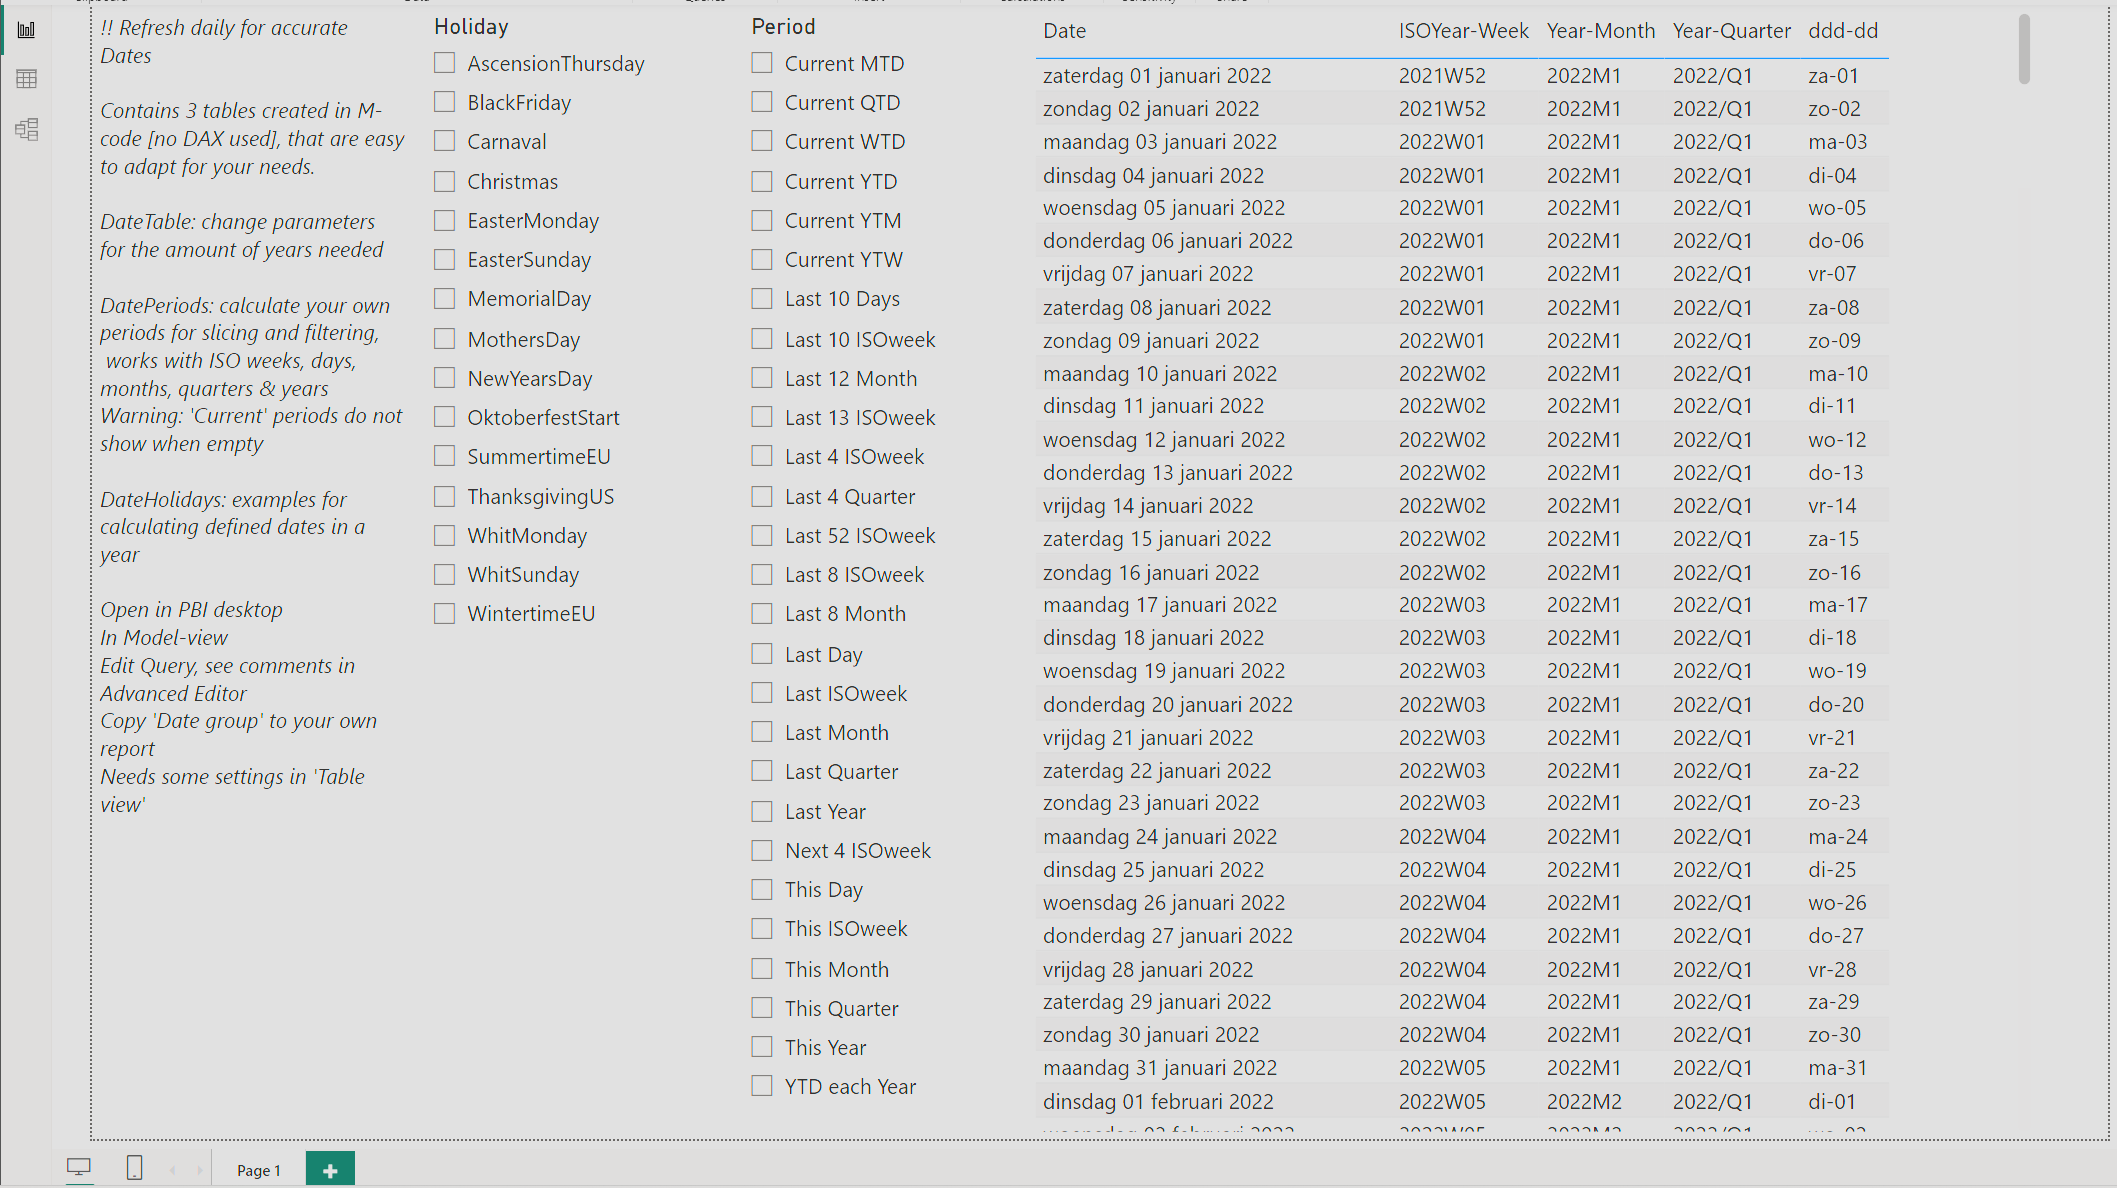 !! Refresh daily for accurate
Dates
Contains 3 tables created in M-
code [no DAX used], that are easy
to adapt for your needs.
DateTable: change parameters
for the amount of years needed
DatePeriods: calculate your own
periods for slicing and filtering,
works with ISO weeks, days,
months, quarters & years
Warning: 'Current' periods do not
show when empty
DateHolidays: examples for
calculating defined dates in a
year
Open in PBI desktop
In Model-view
Edit Query, see comments in
Advanced Editor
Copy 'Date group' to your own
report
Needs some settings in 'Table
view'
Holiday
AscensionThursday
BlackFriday
Carnaval
Christmas
EasterMonday
EasterSunday
MemorialDay
MothersDay
NewYearsDay
OktoberfestStart
SummertimeEU
ThanksgivingUS
WhitMonday
WhitSunday
WintertimeEU
Period
Current MTD
Current QTD
Current WTD
Current YTD
Current YTM
Current YTW
Last 10 Days
Last 10 ISOweek
Last 12 Month
Last 13 ISOweek
Last 4 ISOweek
Last 4 Quarter
Last 52 ISOweek
Last 8 ISOweek
Last 8 Month
Last Day
Last ISOweek
Last Month
Last Quarter
Last Year
Next 4 ISOweek
This Day
This ISOweek
This Month
This Quarter
This Year
YTD each Year
Date ISOYear-Week Year-Month Year-Quarter ddd-dd
zaterdag 01 januari 2022 2021W52 2022M1 2022/Q1 za-01
zondag 02 januari 2022 2021W52 2022M1 2022/Q1 zo-02
maandag 03 januari 2022 2022W01 2022M1 2022/Q1 ma-03
dinsdag 04 januari 2022 2022W01 2022M1 2022/Q1 di-04
woensdag 05 januari 2022 2022W01 2022M1 2022/Q1 wo-05
donderdag 06 januari 2022 2022W01 2022M1 2022/Q1 do-06
vrijdag 07 januari 2022 2022W01 2022M1 2022/Q1 vr-07
zaterdag 08 januari 2022 2022W01 2022M1 2022/Q1 za-08
zondag 09 januari 2022 2022W01 2022M1 2022/Q1 zo-09
maandag 10 januari 2022 2022W02 2022M1 2022/Q1 ma-10
dinsdag 11 januari 2022 2022W02 2022M1 2022/Q1 di-11
woensdag 12 januari 2022 2022W02 2022M1 2022/Q1 wo-12
donderdag 13 januari 2022 2022W02 2022M1 2022/Q1 do-13
vrijdag 14 januari 2022 2022W02 2022M1 2022/Q1 vr-14
zaterdag 15 januari 2022 2022W02 2022M1 2022/Q1 za-15
zondag 16 januari 2022 2022W02 2022M1 2022/Q1 zo-16
maandag 17 januari 2022 2022W03 2022M1 2022/Q1 ma-17
dinsdag 18 januari 2022 2022W03 2022M1 2022/Q1 di-18
woensdag 19 januari 2022 2022W03 2022M1 2022/Q1 wo-19
donderdag 20 januari 2022 2022W03 2022M1 2022/Q1 do-20
vrijdag 21 januari 2022 2022W03 2022M1 2022/Q1 vr-21
zaterdag 22 januari 2022 2022W03 2022M1 2022/Q1 za-22
zondag 23 januari 2022 2022W03 2022M1 2022/Q1 zo-23
maandag 24 januari 2022 2022W04 2022M1 2022/Q1 ma-24
dinsdag 25 januari 2022 2022W04 2022M1 2022/Q1 di-25
woensdag 26 januari 2022 2022W04 2022M1 2022/Q1 wo-26
donderdag 27 januari 2022 2022W04 2022M1 2022/Q1 do-27
vrijdag 28 januari 2022 2022W04 2022M1 2022/Q1 vr-28
zaterdag 29 januari 2022 2022W04 2022M1 2022/Q1 za-29
zondag 30 januari 2022 2022W04 2022M1 2022/Q1 zo-30
maandag 31 januari 2022 2022W05 2022M1 2022/Q1 ma-31
dinsdag 01 februari 2022 2022W05 2022M2 2022/Q1 di-01
Page 1